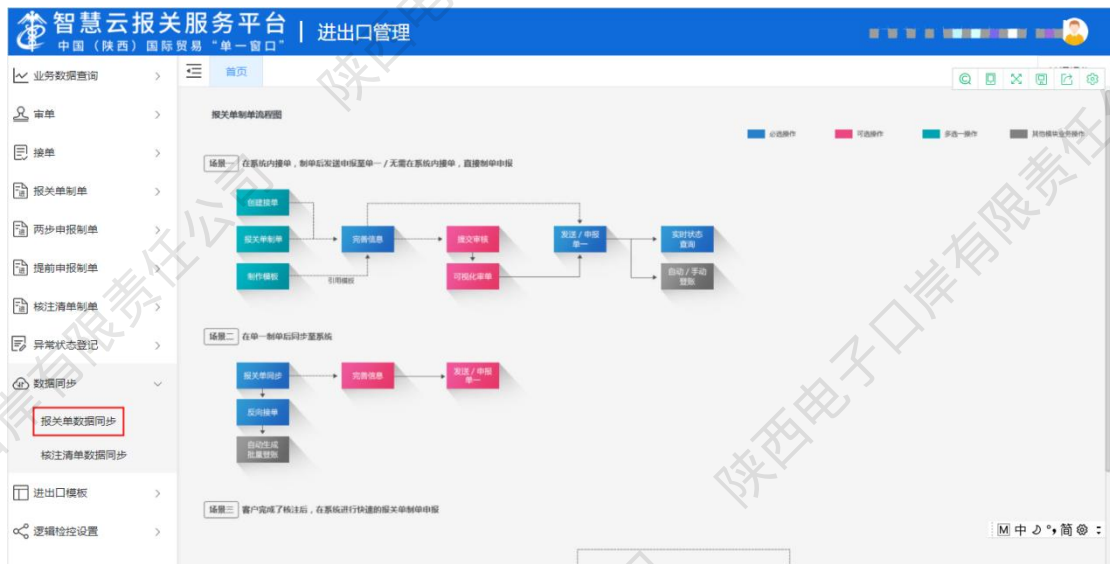 智慧云报关服务平台
中国（陕西）国际贸易“单一窗口”
进出口管理
业务数据查询
首页
审单
接单
报关单制单
两步申报制单
提前申报制单
核注清单制单
异常状态登记
数据同步
报关单数据同步
核注清单数据同步
进出口模板
逻辑检控设置
报关单制单流程图
必选操作 可选操作 多选一操作 其他模块业务操作
场景一 在系统内接单，制单后发送申报至单一 / 无需在系统内接单，直接制单申报
创建接单
报关单制单
制作模板
引用模板
完善信息
提交审核
可视化审单
发送 / 申报
单一
实时状态
查询
自动 / 手动
登账
场景二 在单一制单后同步至系统
报关单同步
完善信息
发送 / 申报
单一
反向接单
自动生成
批量登账
场景三 客户完成了核注后，在系统进行快速的报关单制单申报
M 中 简
陕西电子口岸有限责任公司